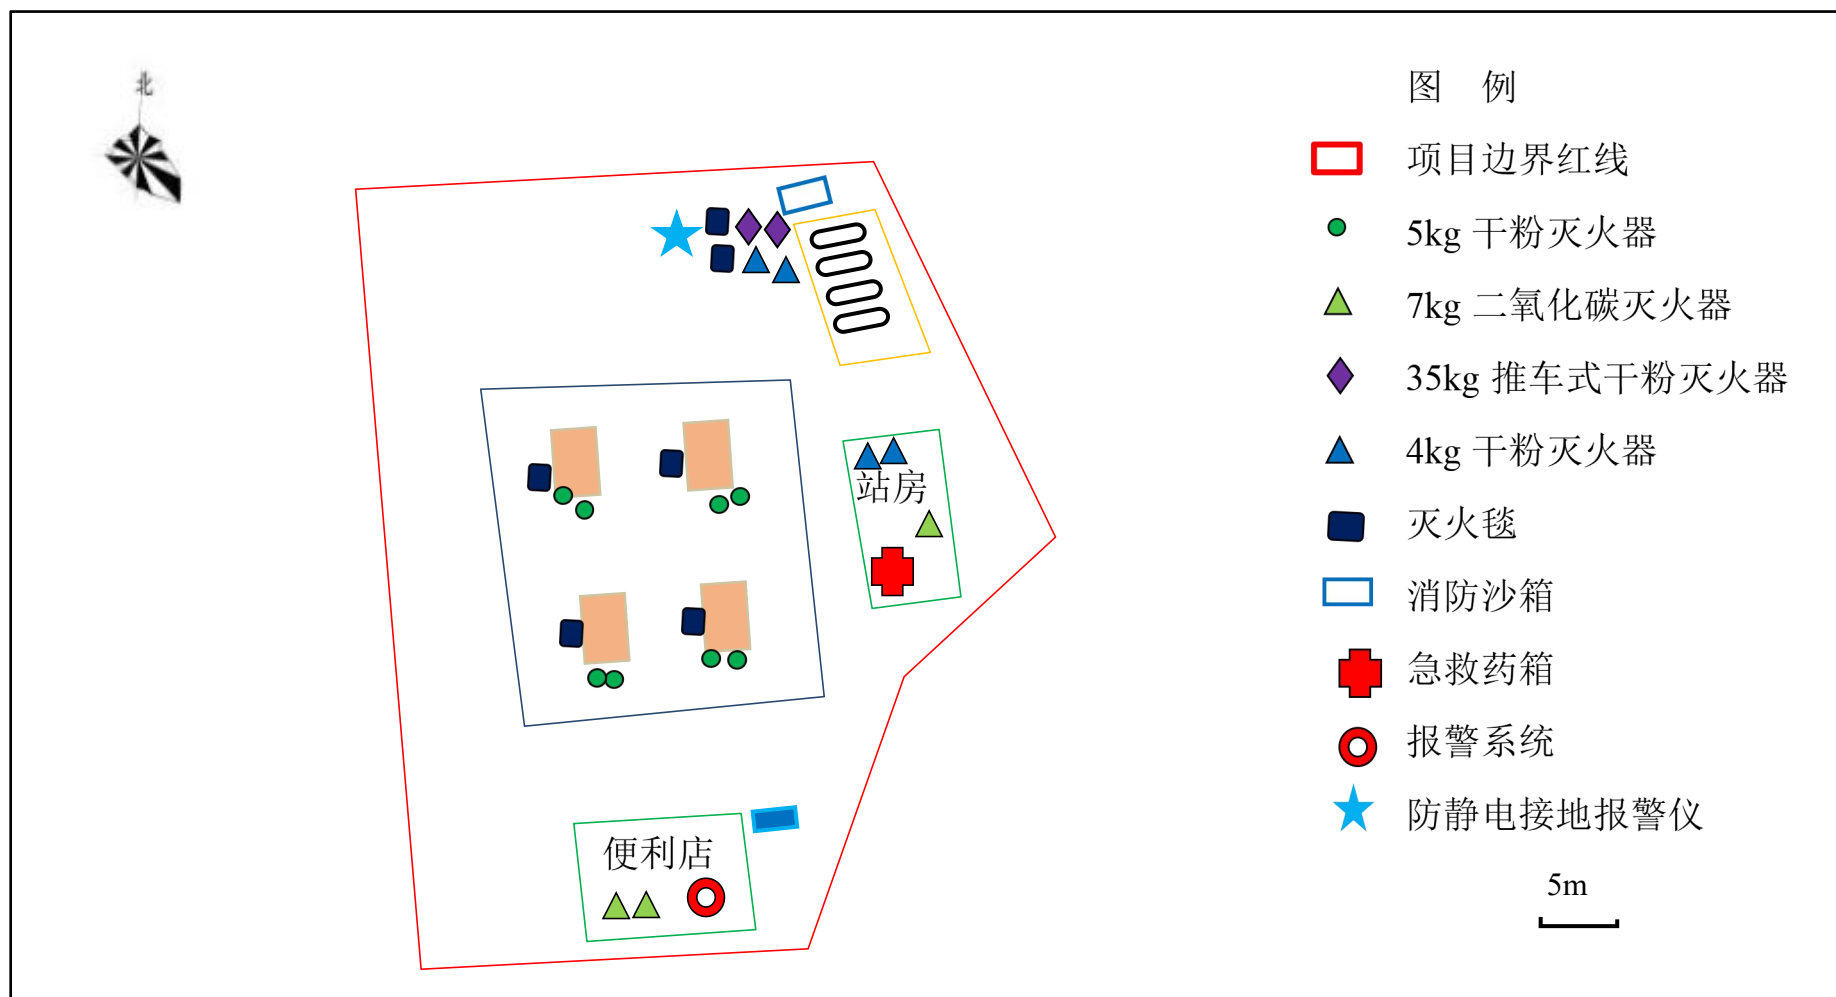 北
图 例
项目边界红线
5kg 干粉灭火器
7kg 二氧化碳灭火器
35kg 推车式干粉灭火器
4kg 干粉灭火器
灭火毯
消防沙箱
急救药箱
报警系统
防静电接地报警仪
5m
站房
便利店